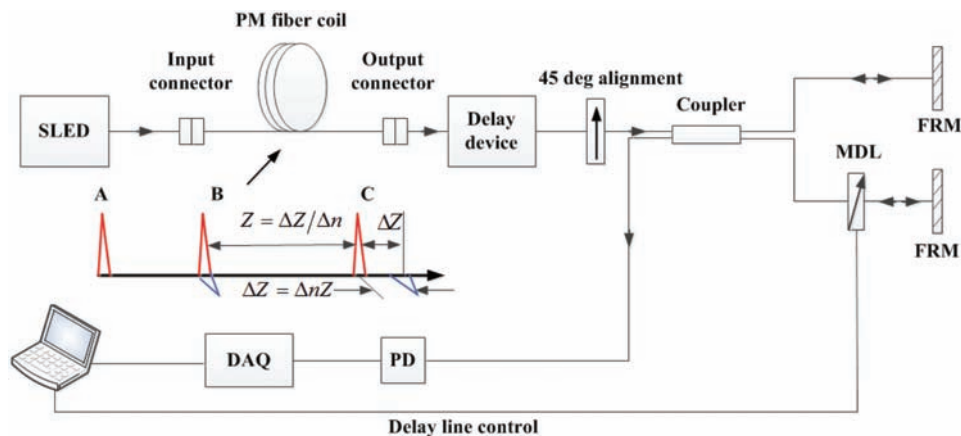 PM fiber coil
Input
connector
Output
connector
45 deg alignment
SLED
Delay
device
Coupler
FRM
MDL
FRM
A
B
C
Z = ΔZ/Δn
ΔZ
ΔZ = ΔnZ
DAQ
PD
Delay line control